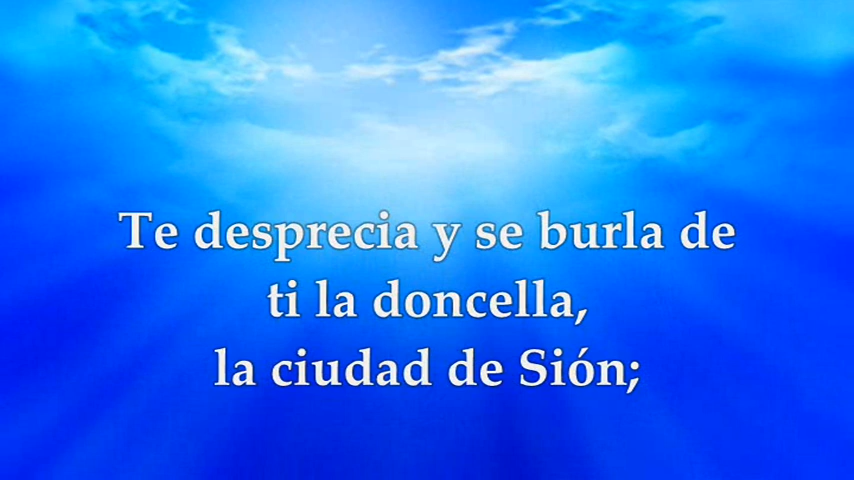 Te desprecia y se burla de
ti la doncella,
la ciudad de Sión;